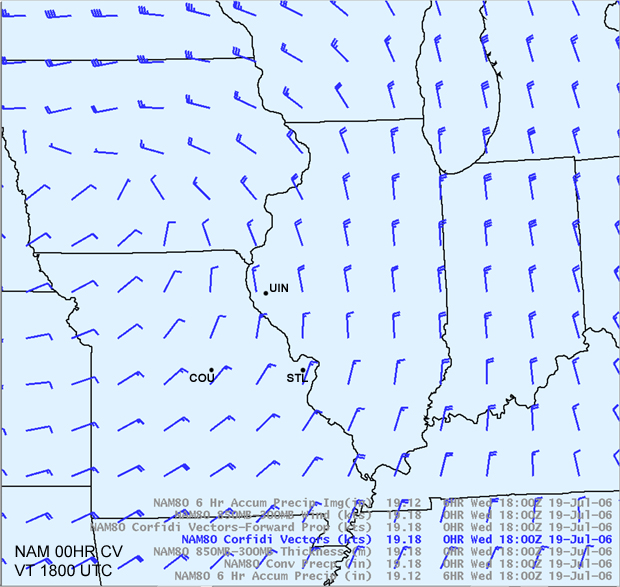 UIN
COU
STL
NAM80 6 Hr Accum Precip Img(in) 19.12 6HR Wed 18:00Z 19-Jul-06
NAM80 850MB-300MB Wind (kts) 19.18 0HR Wed 18:00Z 19-Jul-06
NAM80 Corfidi Vectors-Forward Prop (kts) 19.18 0HR Wed 18:00Z 19-Jul-06
NAM80 Corfidi Vectors (kts) 19.18 0HR Wed 18:00Z 19-Jul-06
NAM80 850MB-300MB Thickness (m) 19.18 0HR Wed 18:00Z 19-Jul-06
NAM80 Conv Precip (in) 19.18 0HR Wed 18:00Z 19-Jul-06
NAM80 6 Hr Accum Precip (in) 19.12 6HR Wed 18:00Z 19-Jul-06
NAM 00HR CV
VT 1800 UTC